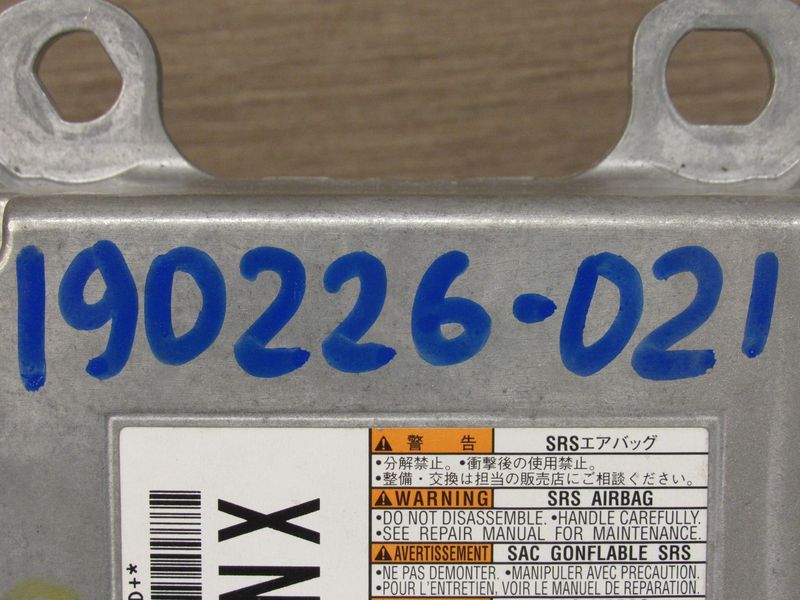 190226-021
警 告 SRSエアバッグ
•分解禁止。•衝撃後の使用禁止。
•整備・交換は担当の販売店にご相談ください。
WARNING SRS AIRBAG
•DO NOT DISASSEMBLE. •HANDLE CAREFULLY.
•SEE REPAIR MANUAL FOR MAINTENANCE.
AVERTISSEMENT SAC GONFLABLE SRS
•NE PAS DEMONTER. •MANIPULER AVEC PRECAUTION.
•POUR L'ENTRETIEN, VOIR LE MANUEL DE REPARATION.
NX
D+*